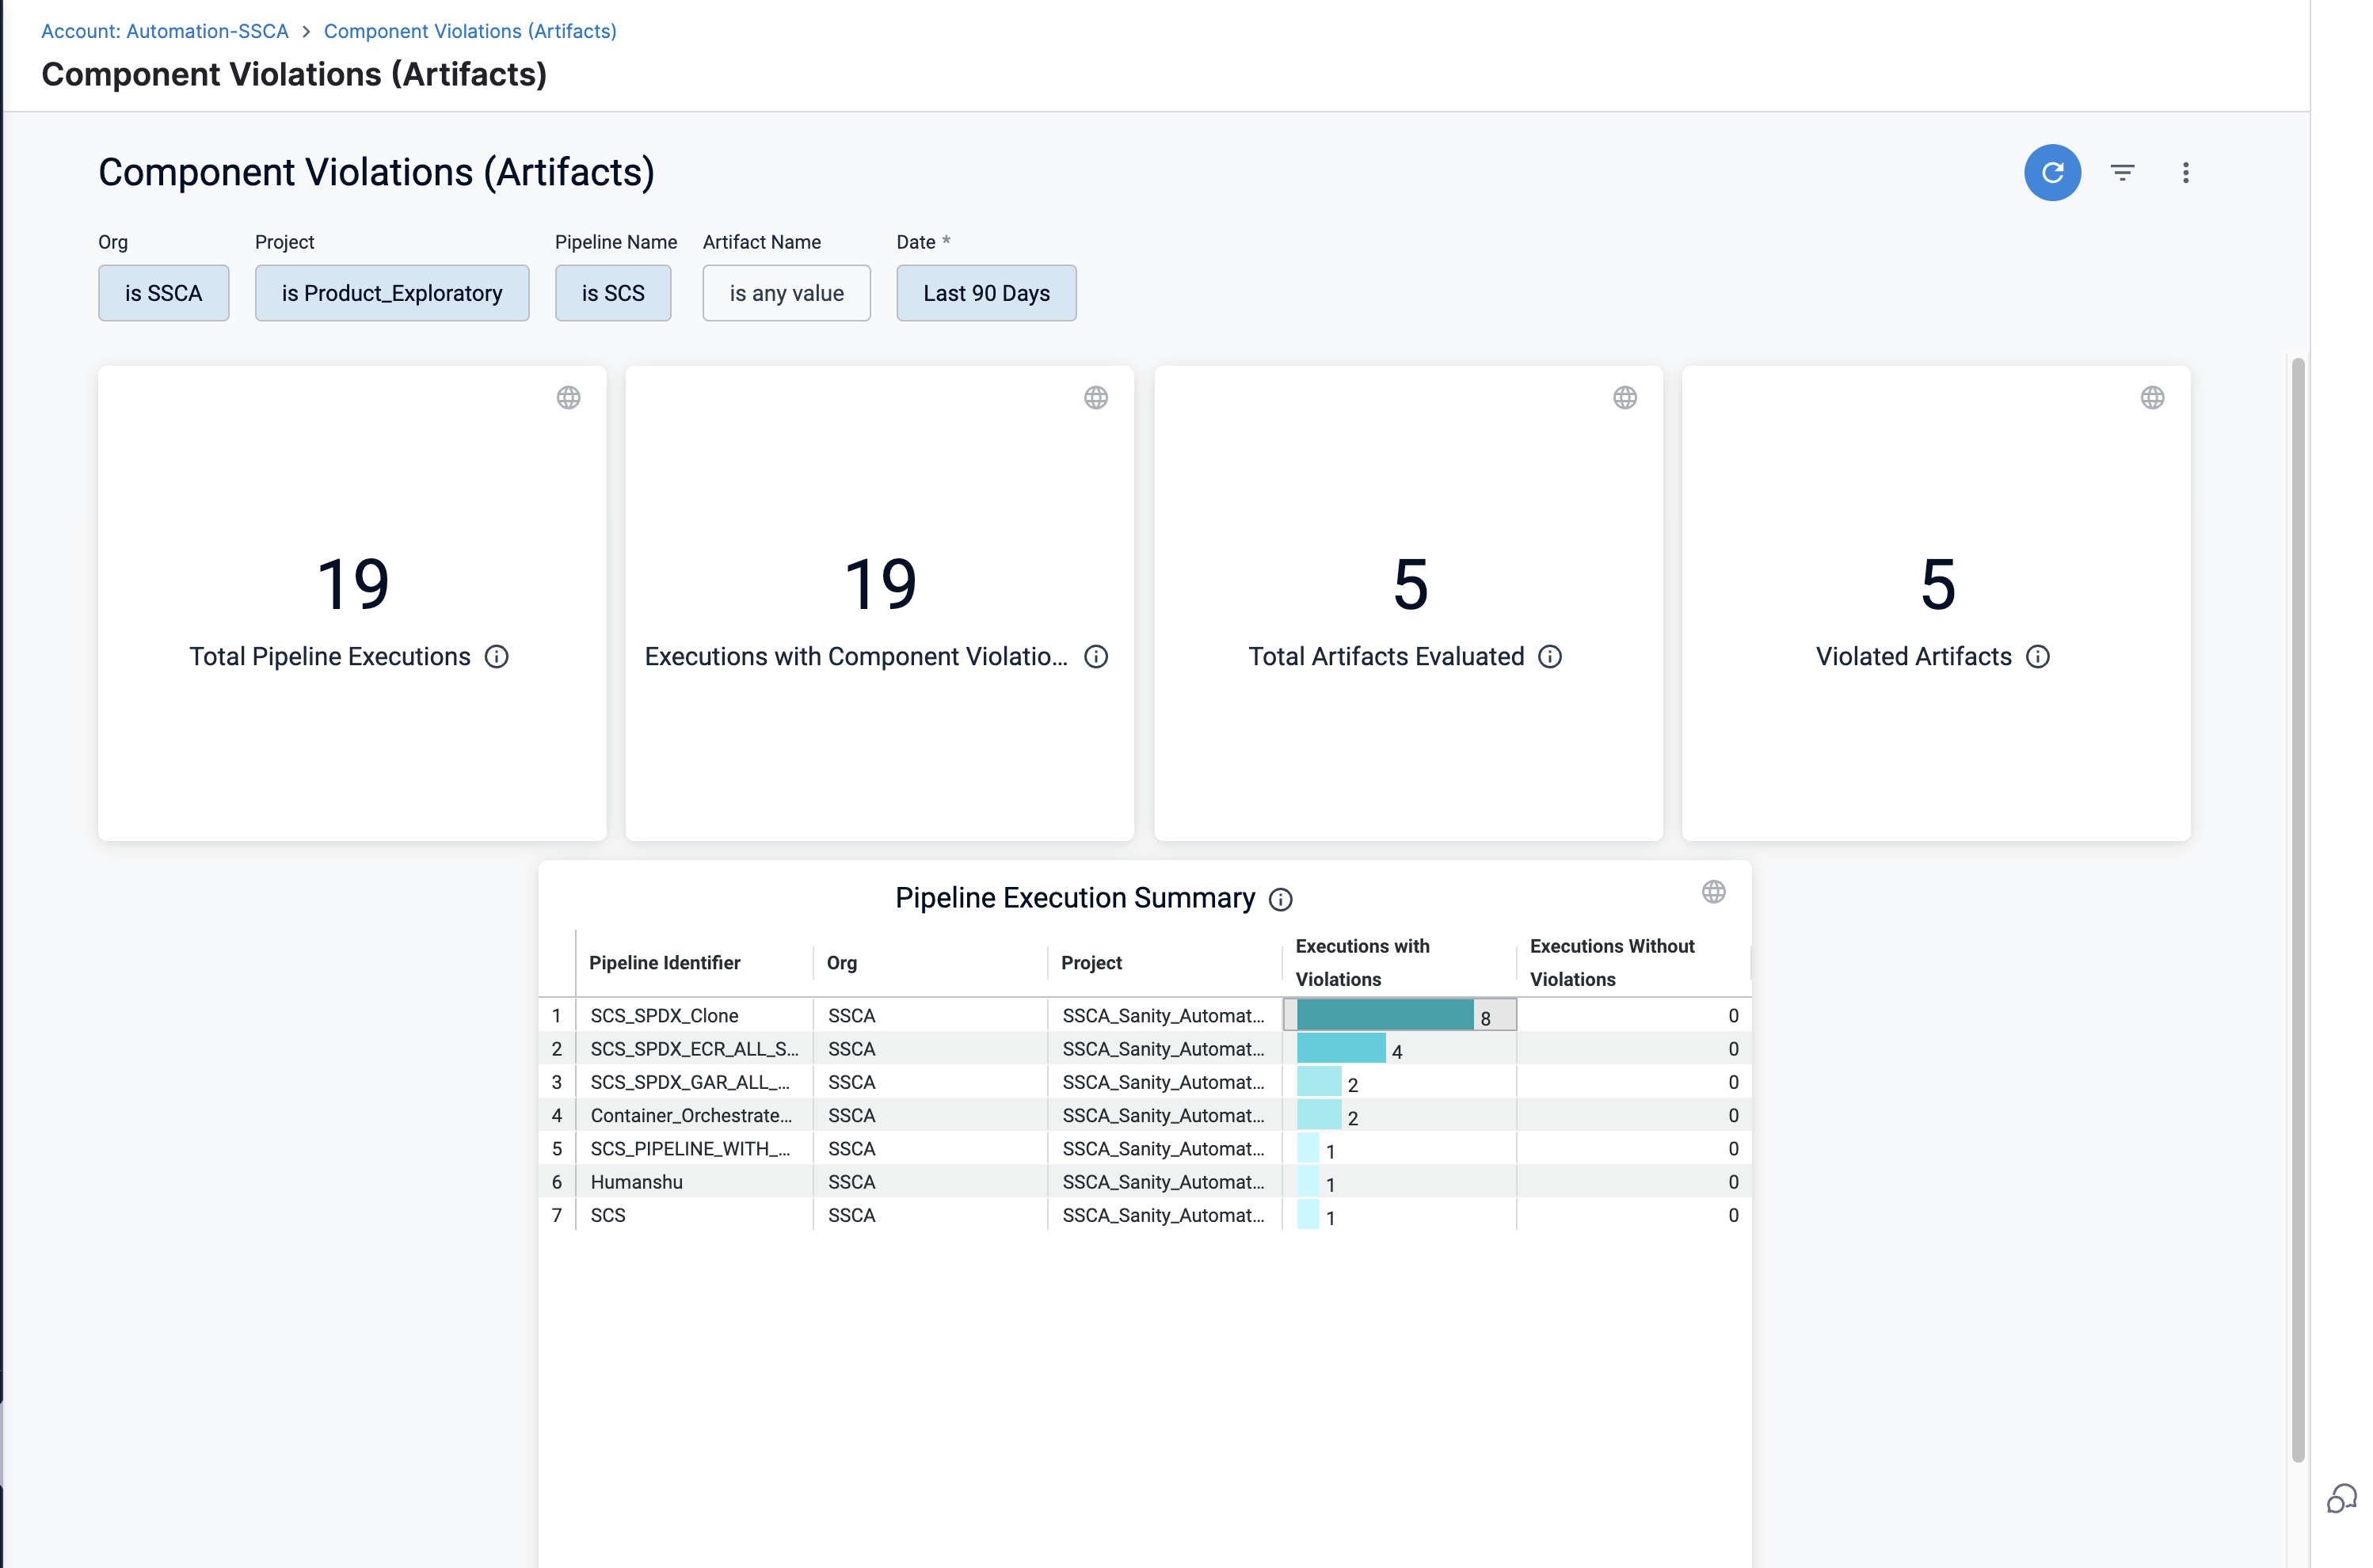 Account: Automation-SSCA > Component Violations (Artifacts)
Component Violations (Artifacts)
Component Violations (Artifacts)
Org Project Pipeline Name Artifact Name Date *
is SSCA is Product_Exploratory is SCS is any value Last 90 Days
19 19 5 5
Total Pipeline Executions Executions with Component Violatio... Total Artifacts Evaluated Violated Artifacts
Pipeline Execution Summary
Pipeline Identifier Org Project Executions with Violations Executions Without Violations
1 SCS_SPDX_Clone SSCA SSCA_Sanity_Automat... 8 0
2 SCS_SPDX_ECR_ALL_S... SSCA SSCA_Sanity_Automat... 4 0
3 SCS_SPDX_GAR_ALL_... SSCA SSCA_Sanity_Automat... 2 0
4 Container_Orchestrate... SSCA SSCA_Sanity_Automat... 2 0
5 SCS_PIPELINE_WITH_... SSCA SSCA_Sanity_Automat... 1 0
6 Humanshu SSCA SSCA_Sanity_Automat... 1 0
7 SCS SSCA SSCA_Sanity_Automat... 1 0